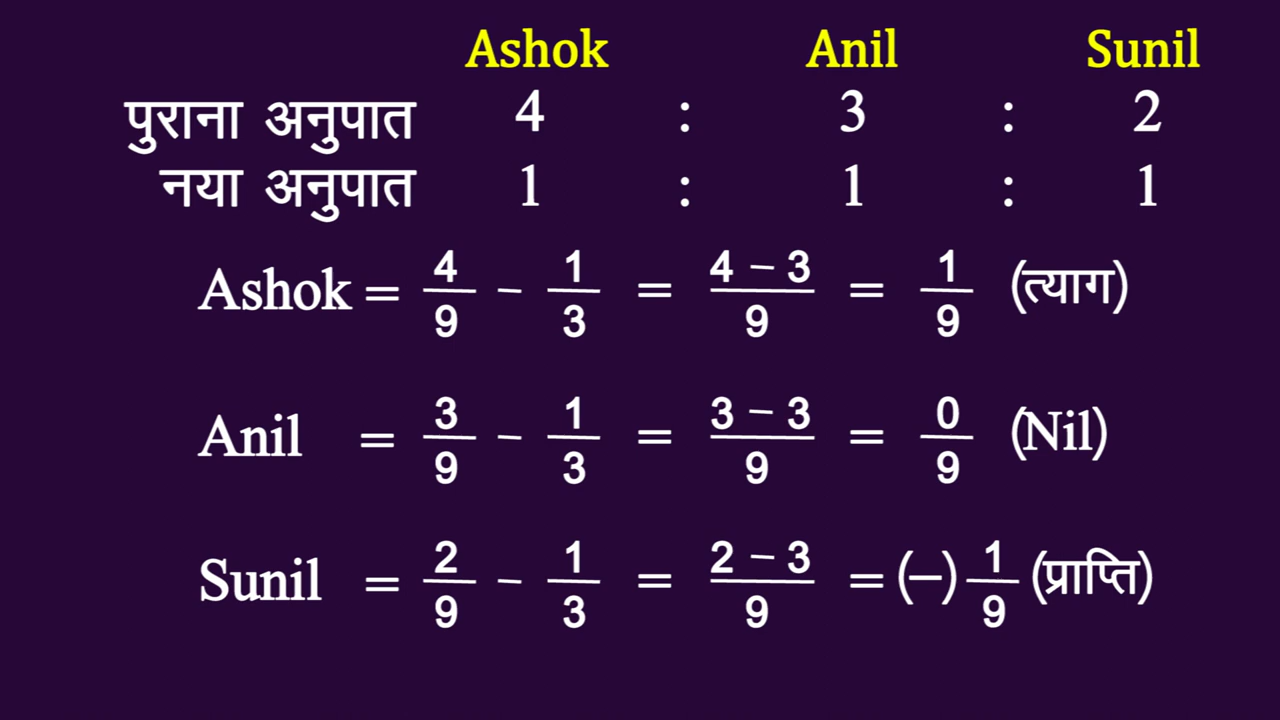 Ashok Anil Sunil
पुराना अनुपात 4 : 3 : 2
नया अनुपात 1 : 1 : 1
Ashok = 4/9 – 1/3 = 4 – 3/9 = 1/9 (त्याग)
Anil = 3/9 – 1/3 = 3 – 3/9 = 0/9 (Nil)
Sunil = 2/9 – 1/3 = 2 – 3/9 = (–) 1/9 (प्राप्ति)